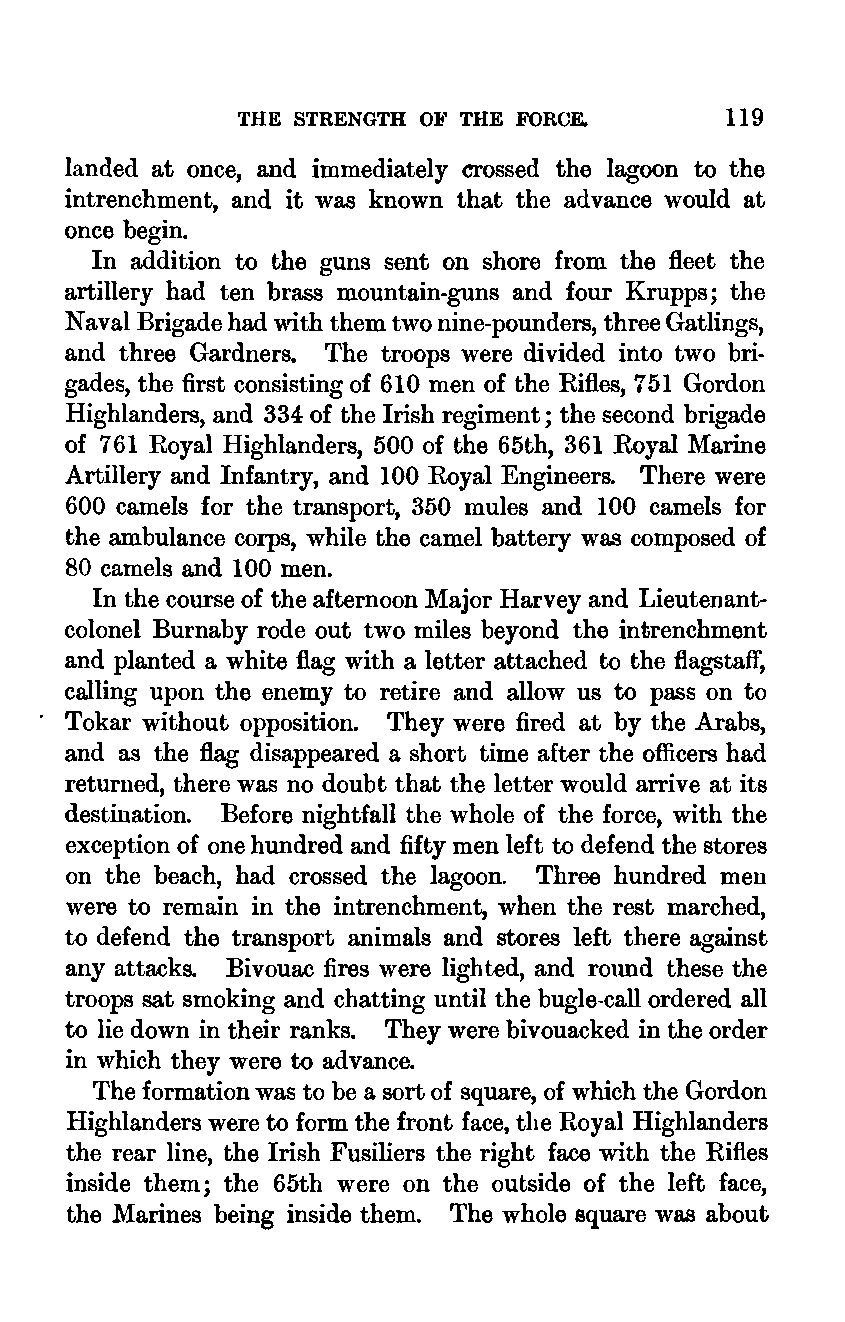 THE STRENGTH OF THE FORCE. 119
landed at once, and immediately crossed the lagoon to the
intrenchment, and it was known that the advance would at
once begin.
In addition to the guns sent on shore from the fleet the
artillery had ten brass mountain-guns and four Krupps; the
Naval Brigade had with them two nine-pounders, three Gatlings,
and three Gardners. The troops were divided into two bri-
gades, the first consisting of 610 men of the Rifles, 751 Gordon
Highlanders, and 334 of the Irish regiment; the second brigade
of 761 Royal Highlanders, 500 of the 65th, 361 Royal Marine
Artillery and Infantry, and 100 Royal Engineers. There were
600 camels for the transport, 350 mules and 100 camels for
the ambulance corps, while the camel battery was composed of
80 camels and 100 men.
In the course of the afternoon Major Harvey and Lieutenant-
colonel Burnaby rode out two miles beyond the intrenchment
and planted a white flag with a letter attached to the flagstaff,
calling upon the enemy to retire and allow us to pass on to
Tokar without opposition. They were fired at by the Arabs,
and as the flag disappeared a short time after the officers had
returned, there was no doubt that the letter would arrive at its
destination. Before nightfall the whole of the force, with the
exception of one hundred and fifty men left to defend the stores
on the beach, had crossed the lagoon. Three hundred men
were to remain in the intrenchment, when the rest marched,
to defend the transport animals and stores left there against
any attacks. Bivouac fires were lighted, and round these the
troops sat smoking and chatting until the bugle-call ordered all
to lie down in their ranks. They were bivouacked in the order
in which they were to advance.
The formation was to be a sort of square, of which the Gordon
Highlanders were to form the front face, the Royal Highlanders
the rear line, the Irish Fusiliers the right face with the Rifles
inside them; the 65th were on the outside of the left face,
the Marines being inside them. The whole square was about